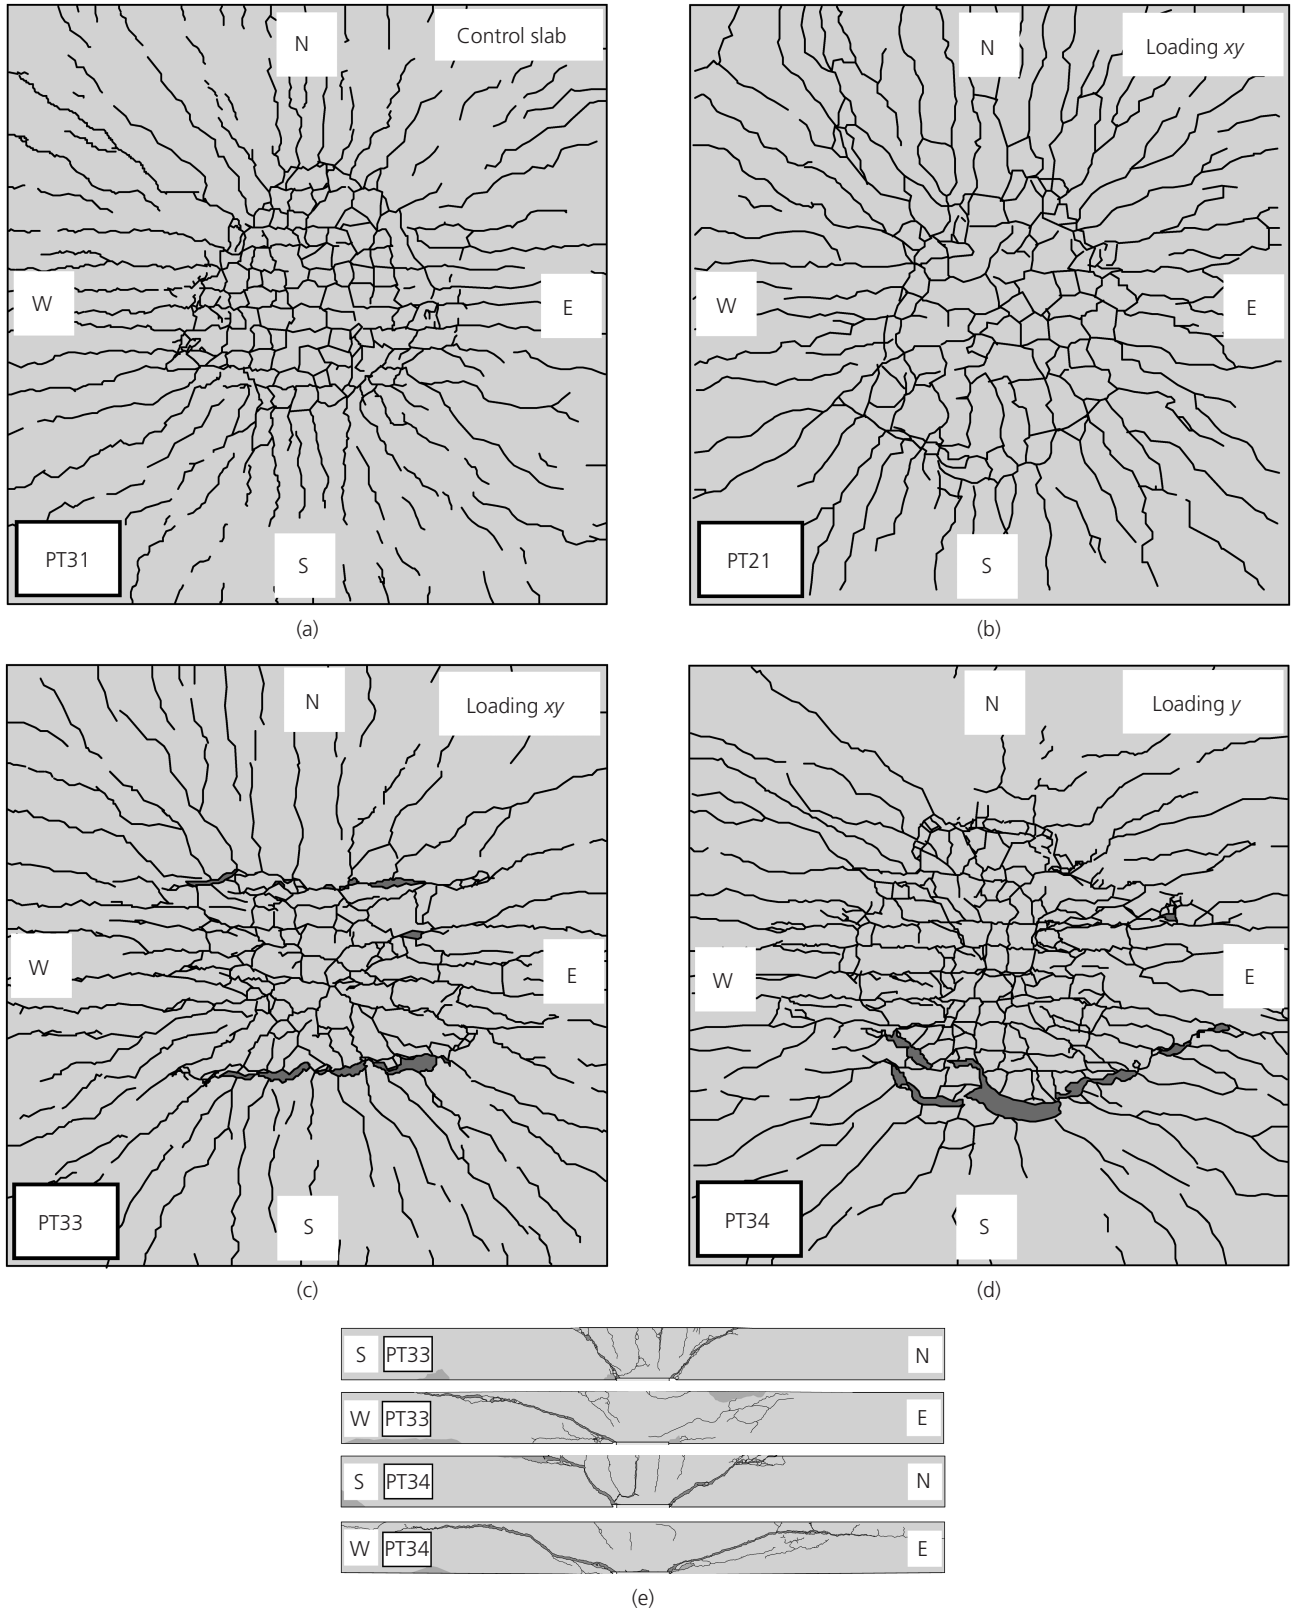 N
Control slab
W
E
PT31
S
(a)
N
Loading xy
W
E
PT21
S
(b)
N
Loading xy
W
E
PT33
S
(c)
N
Loading y
W
E
PT34
S
(d)
S PT33 N
W PT33 E
S PT34 N
W PT34 E
(e)